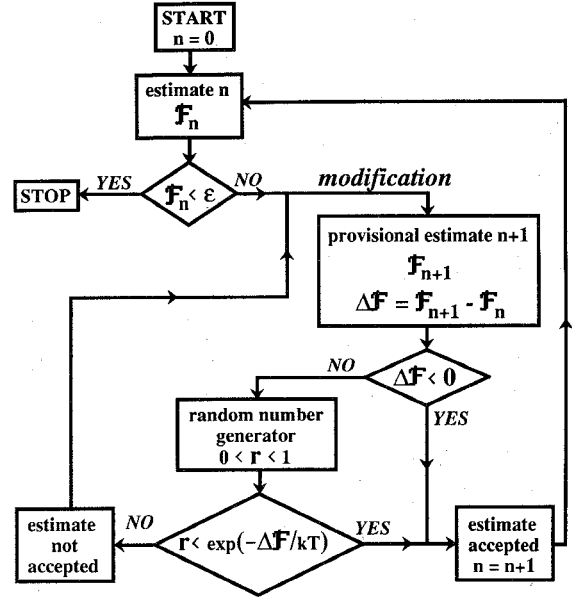 START
n = 0
estimate n
𝕱n
YES
NO
modification
STOP
𝕱n < ε
provisional estimate n+1
𝕱n+1
Δ𝕱 = 𝕱n+1 - 𝕱n
NO
Δ𝕱 < 0
YES
random number
generator
0 < r < 1
estimate
not
accepted
NO
r < exp(-Δ𝕱/kT)
YES
estimate
accepted
n = n+1